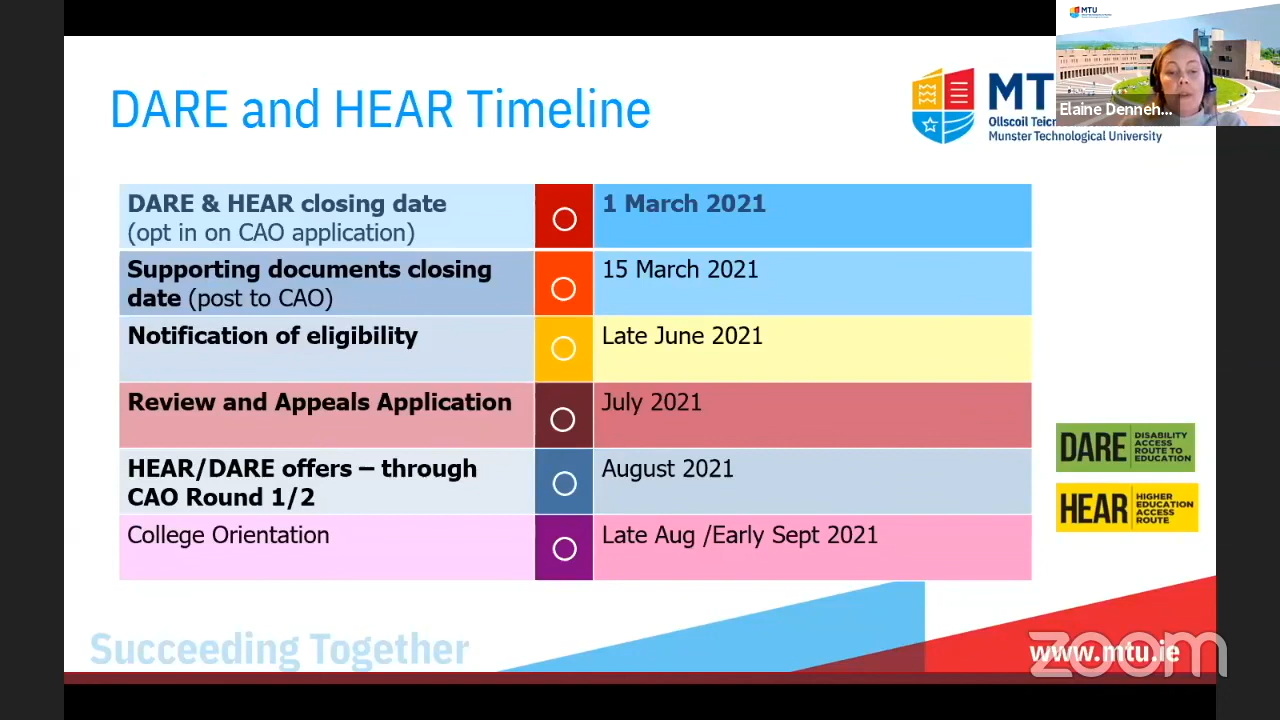 MTU
DARE and HEAR Timeline
MT
Elaine Denneh...
Ollscoil Teic
Munster Technological University
DARE & HEAR closing date
(opt in on CAO application)
1 March 2021
Supporting documents closing
date (post to CAO)
15 March 2021
Notification of eligibility
Late June 2021
Review and Appeals Application
July 2021
HEAR/DARE offers – through
CAO Round 1/2
August 2021
College Orientation
Late Aug /Early Sept 2021
DARE
DISABILITY
ACCESS
ROUTE TO
EDUCATION
HEAR
HIGHER
EDUCATION
ACCESS
ROUTE
Succeeding Together
www.mtu.ie
zoom